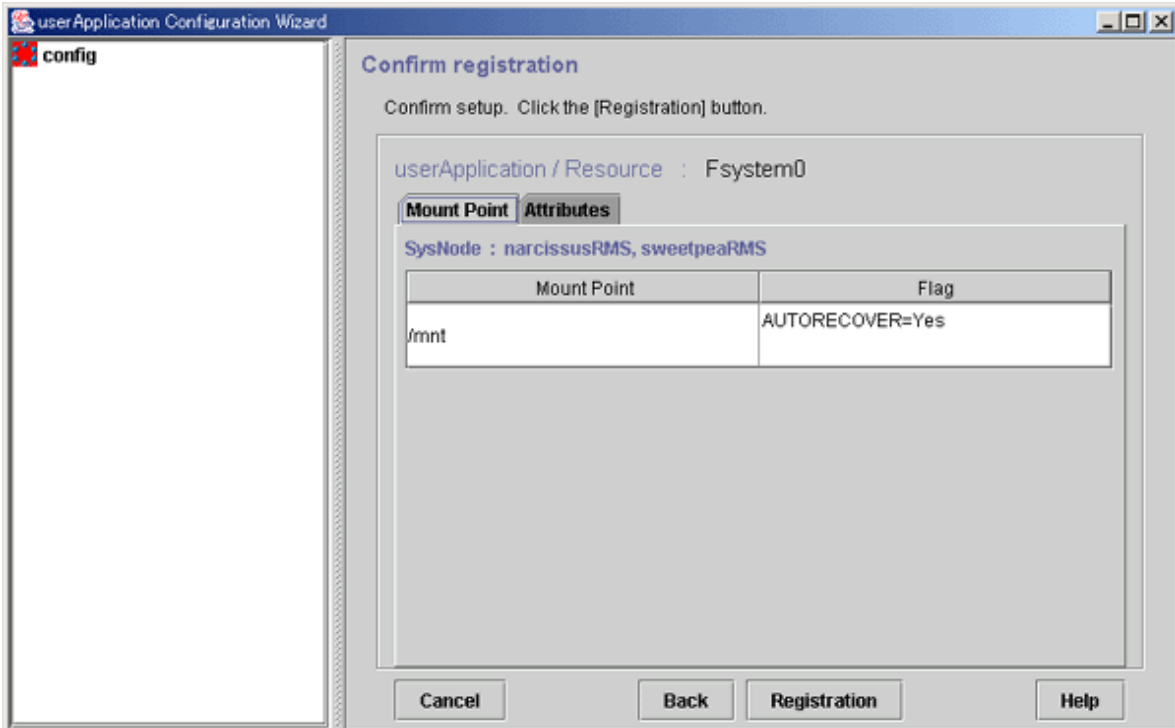 userApplication Configuration Wizard
config
Confirm registration
Confirm setup. Click the [Registration] button.
userApplication / Resource : Fsystem0
Mount Point Attributes
SysNode : narcissusRMS, sweetpeaRMS
Mount Point Flag
/mnt AUTORECOVER=Yes
Cancel Back Registration Help